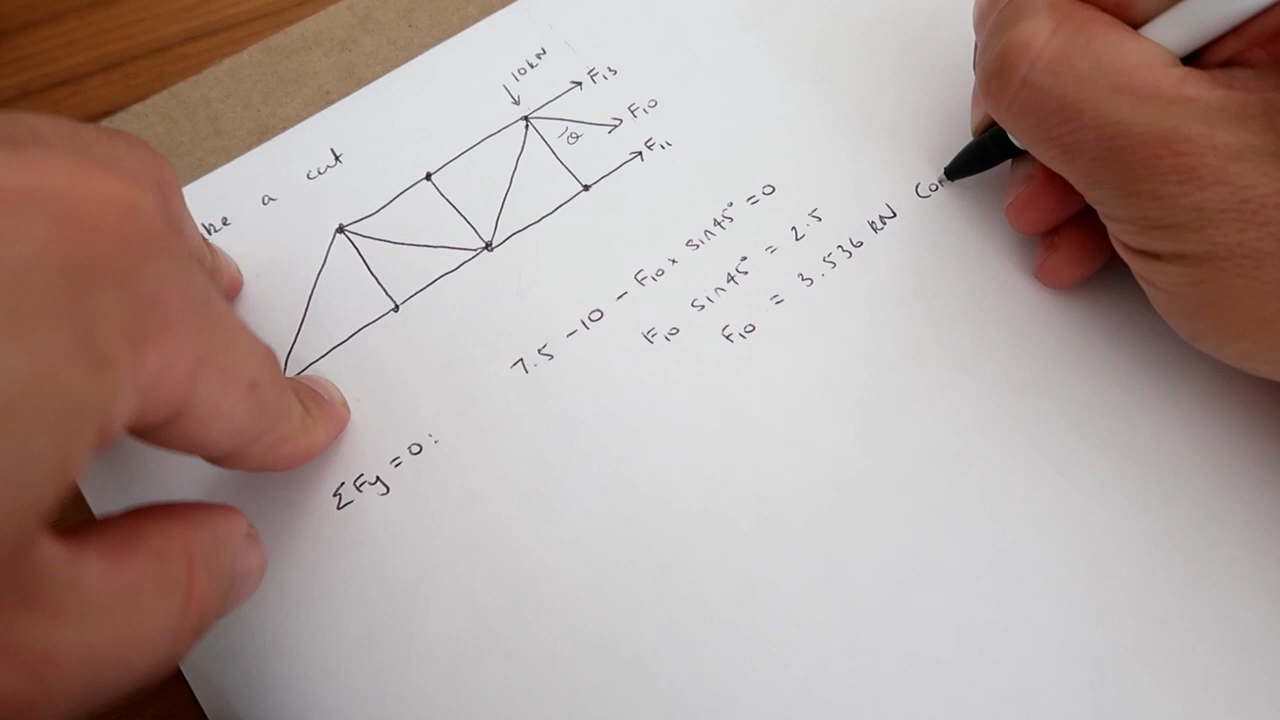 a cut
10kN
F13
F10
θ
F11
7.5 - 10 - F10 × sin45° = 0
F10 sin45° = 2.5
F10 = 3.536 kN Co
ΣFy = 0: